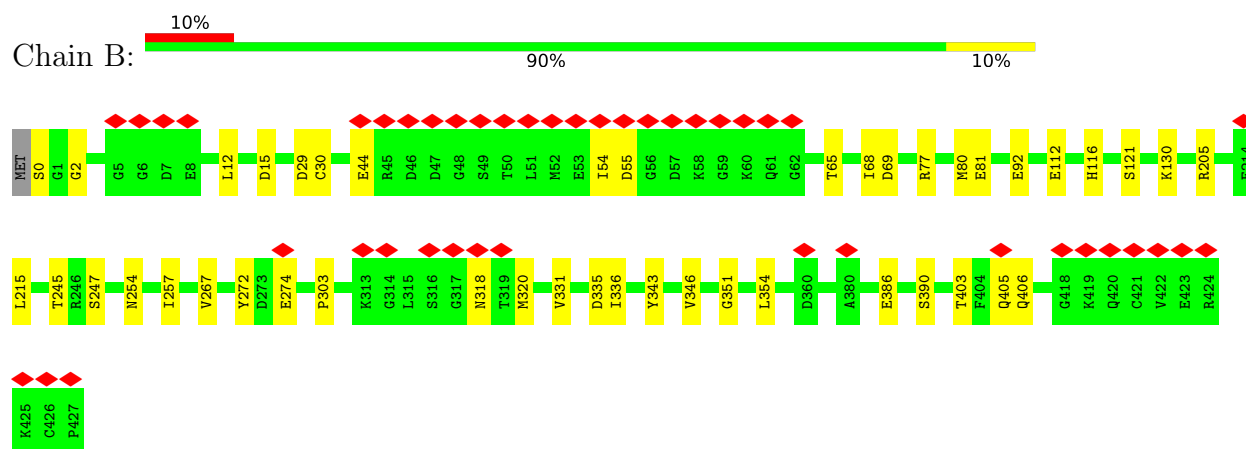 10%
Chain B:
90% 10%
MET S0 G1 G2 G5 G6 D7 E8 L12 D15 D29 C30 E44 R45 D46 D47 G48 S49 T50 L51 M52 E53 I54 D55 G56 D57 K58 G59 K60 Q61 G62 T65 I68 D69 R77 M80 E81 E92 E112 H116 S121 K130 R205 E214
L215 T245 R246 S247 N254 I257 V267 Y272 D273 E274 P303 K313 G314 L315 S316 G317 N318 T319 M320 V331 D335 I336 Y343 V346 G351 L354 D360 A380 E386 S390 T403 F404 Q405 Q406 G418 K419 Q420 C421 V422 E423 R424
K425 C426 P427